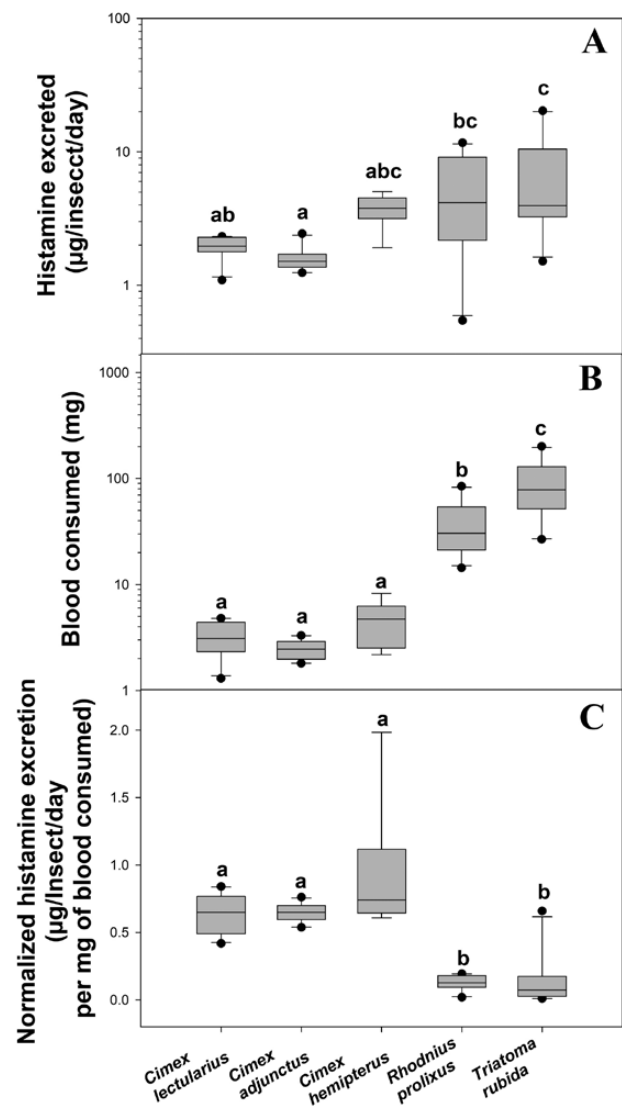 A
100
10
1
Histamine excreted
(µg/insecct/day)
ab
a
abc
bc
c
B
1000
100
10
1
Blood consumed (mg)
a
a
a
b
c
C
2.0
1.5
1.0
0.5
0.0
Normalized histamine excretion
(µg/Insect/day
per mg of blood consumed)
a
a
a
b
b
Cimex
lectularius
Cimex
adjunctus
Cimex
hemipterus
Rhodnius
prolixus
Triatoma
rubida